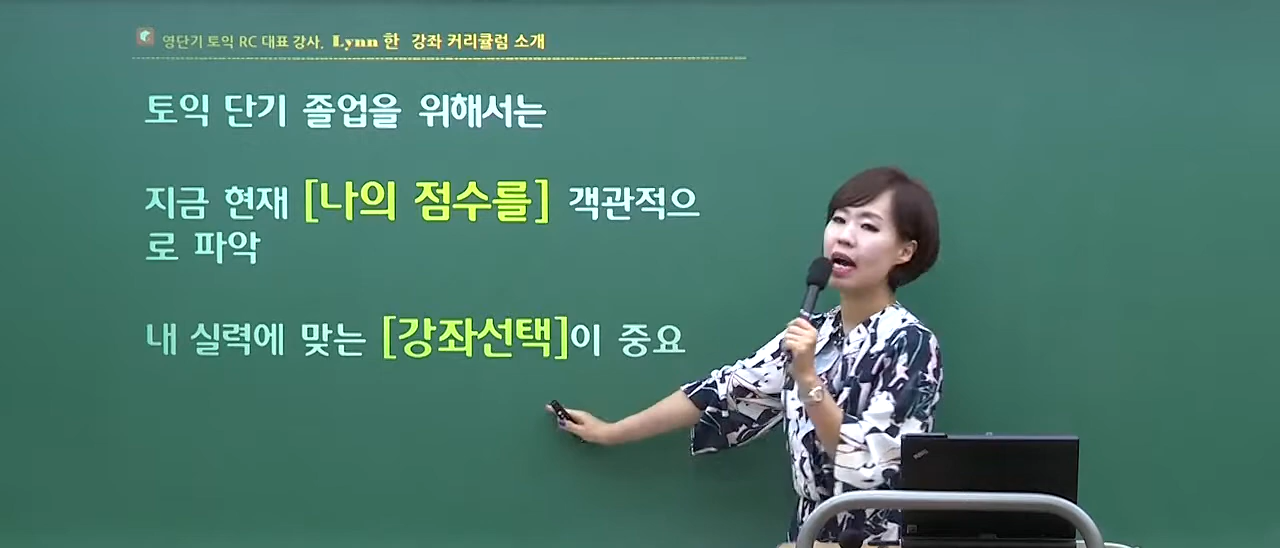 영단기 토익 RC 대표 강사, Lynn 한 강좌 커리큘럼 소개
토익 단기 졸업을 위해서는
지금 현재 [나의 점수를] 객관적으
로 파악
내 실력에 맞는 [강좌선택]이 중요